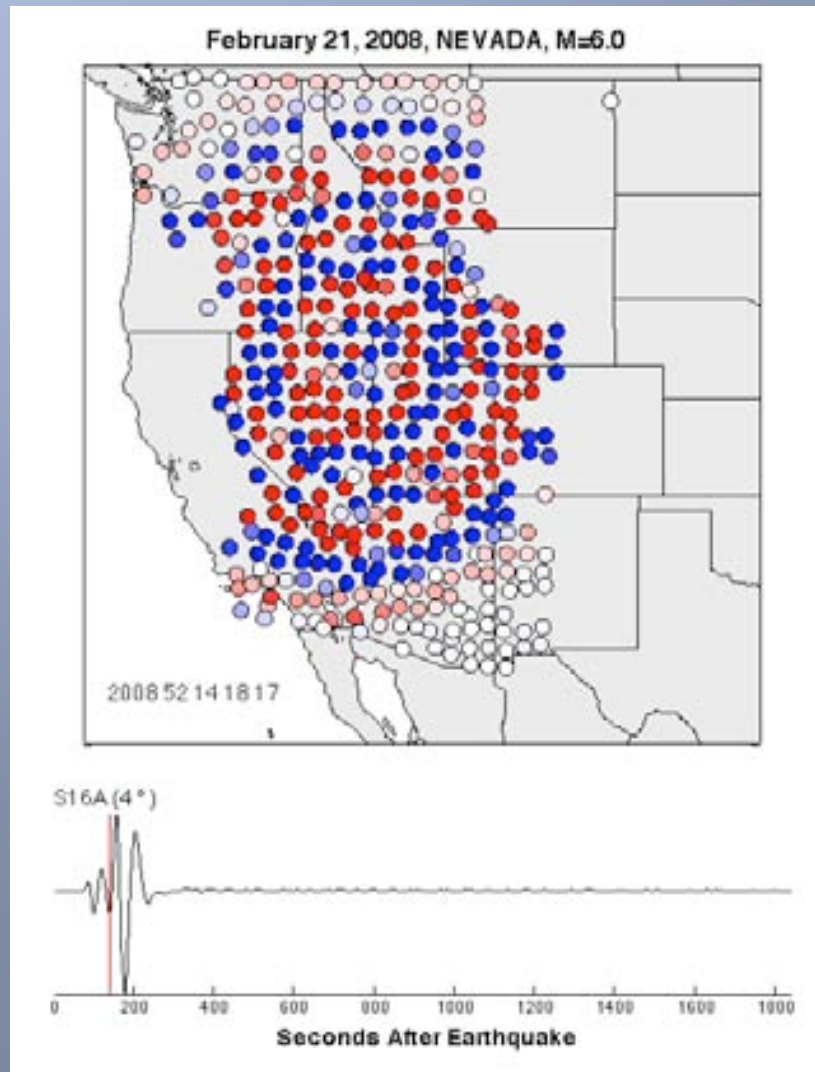 February 21, 2008, NEVADA, M=6.0
2008 52 14 18 17
S16A (4°)
0 200 400 600 800 1000 1200 1400 1600 1800
Seconds After Earthquake